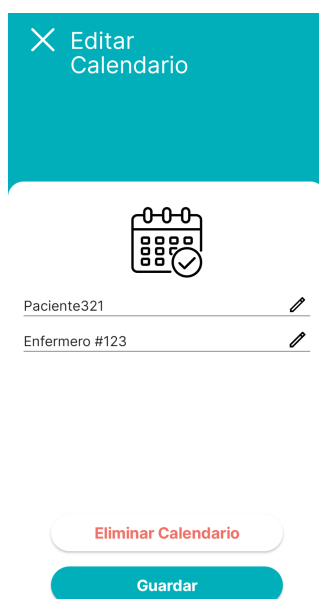 Editar
Calendario
Paciente321
Enfermero #123
Eliminar Calendario
Guardar